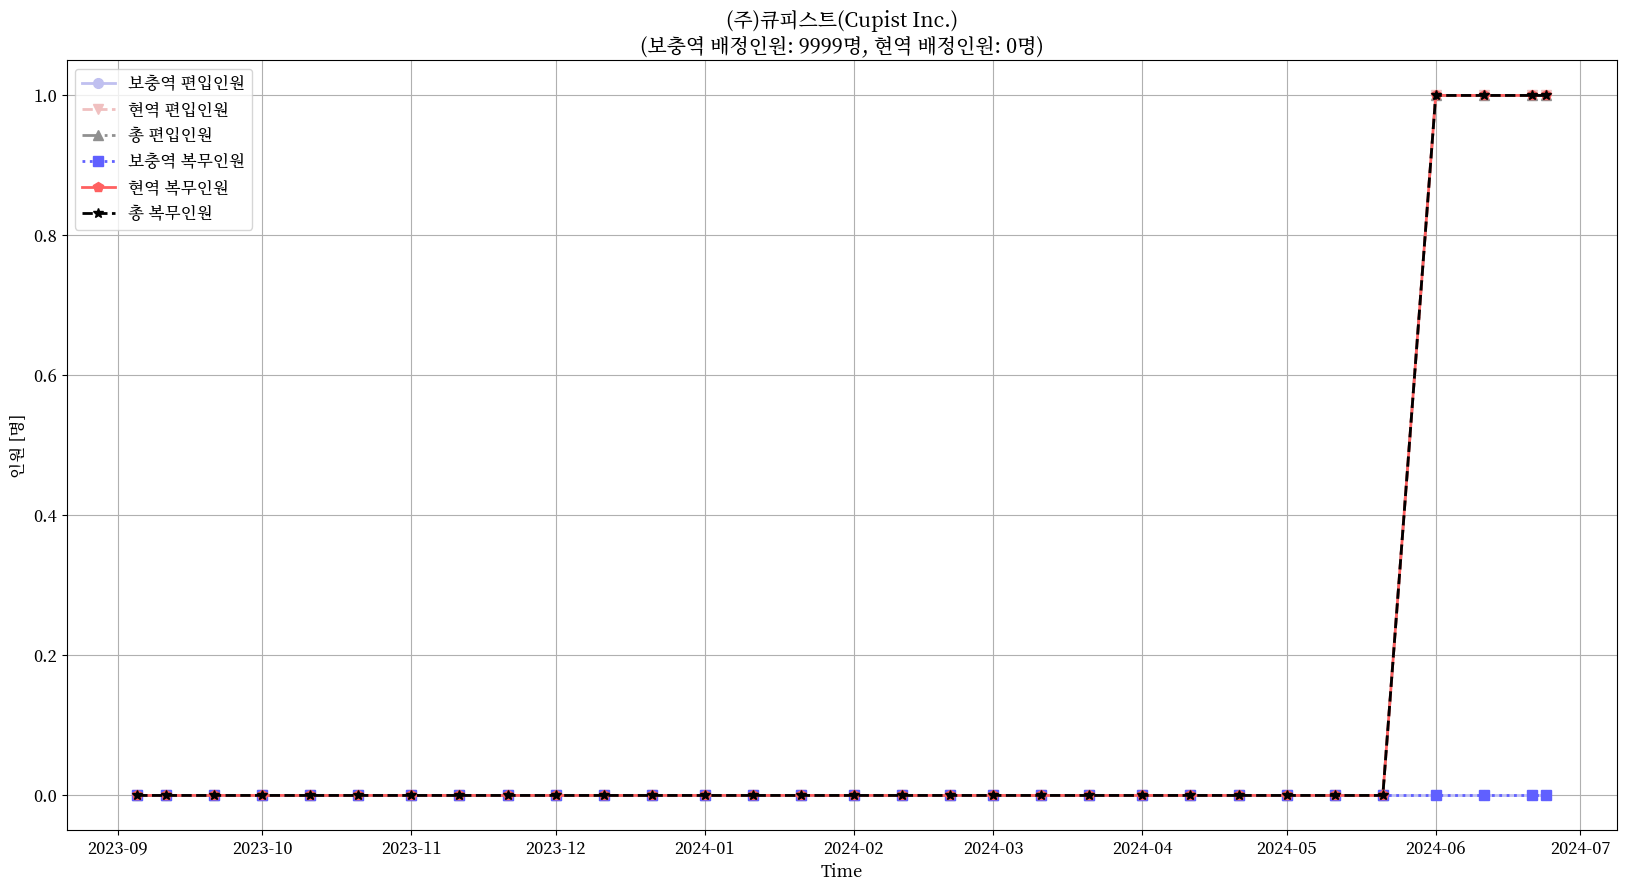 (주)큐피스트(Cupist Inc.)
(보충역 배정인원: 9999명, 현역 배정인원: 0명)
보충역 편입인원
현역 편입인원
총 편입인원
보충역 복무인원
현역 복무인원
총 복무인원
인원 [명]
1.0
0.8
0.6
0.4
0.2
0.0
2023-09 2023-10 2023-11 2023-12 2024-01 2024-02 2024-03 2024-04 2024-05 2024-06 2024-07
Time